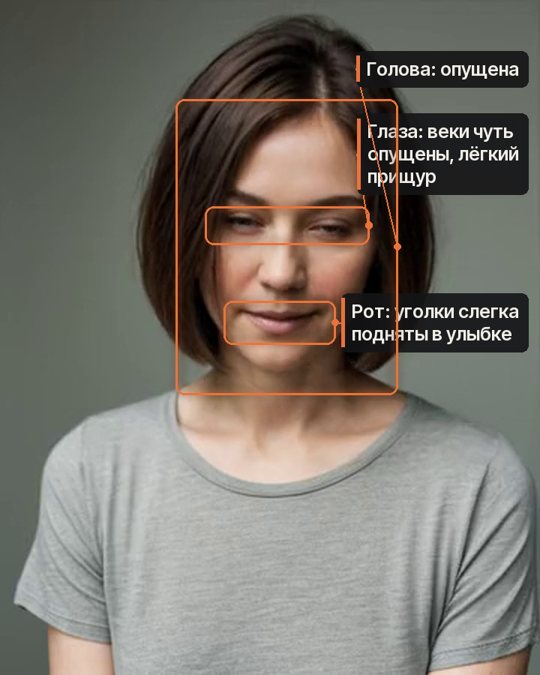 Голова: опущена
Глаза: веки чуть
опущены, лёгкий
прищур
Рот: уголки слегка
подняты в улыбке